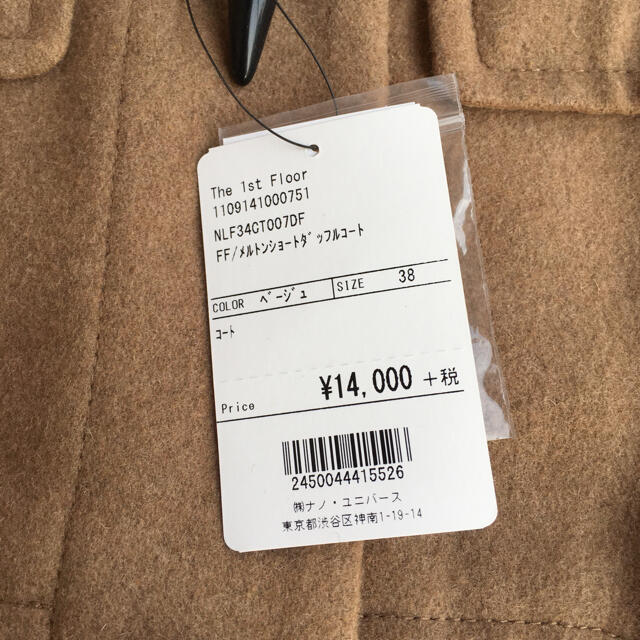 The 1st Floor
1109141000751
NLF34CT007DF
FF/ﾒﾙﾄﾝｼｮｰﾄﾀﾞｯﾌﾙｺｰﾄ
COLOR ﾍﾞｰｼﾞｭ SIZE 38
ｺｰﾄ
Price ¥14,000 +税
2450044415526
㈱ナノ・ユニバース
東京都渋谷区神南1-19-14